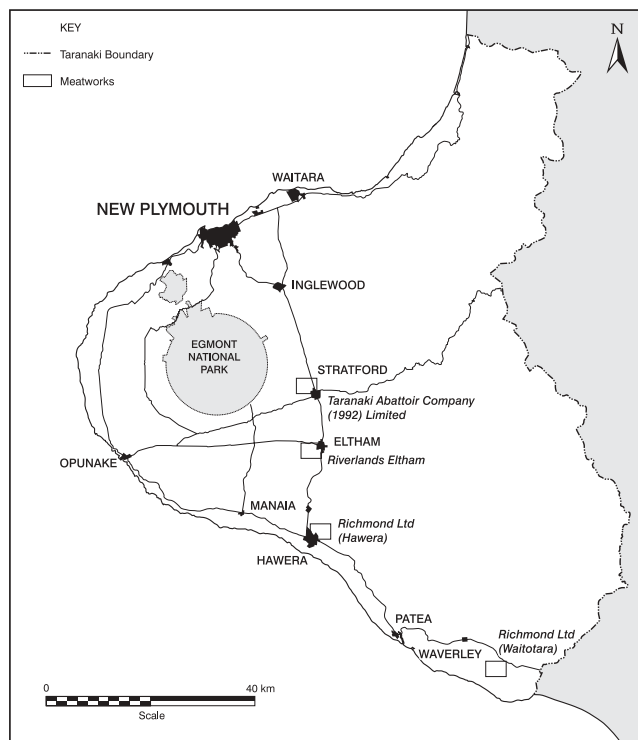 KEY
Taranaki Boundary
Meatworks
N
WAITARA
NEW PLYMOUTH
INGLEWOOD
EGMONT
NATIONAL
PARK
STRATFORD
Taranaki Abattoir Company
(1992) Limited
ELTHAM
OPUNAKE
Riverlands Eltham
MANAIA
Richmond Ltd
(Hawera)
HAWERA
PATEA
Richmond Ltd
(Waitotara)
WAVERLEY
0
40 km
Scale